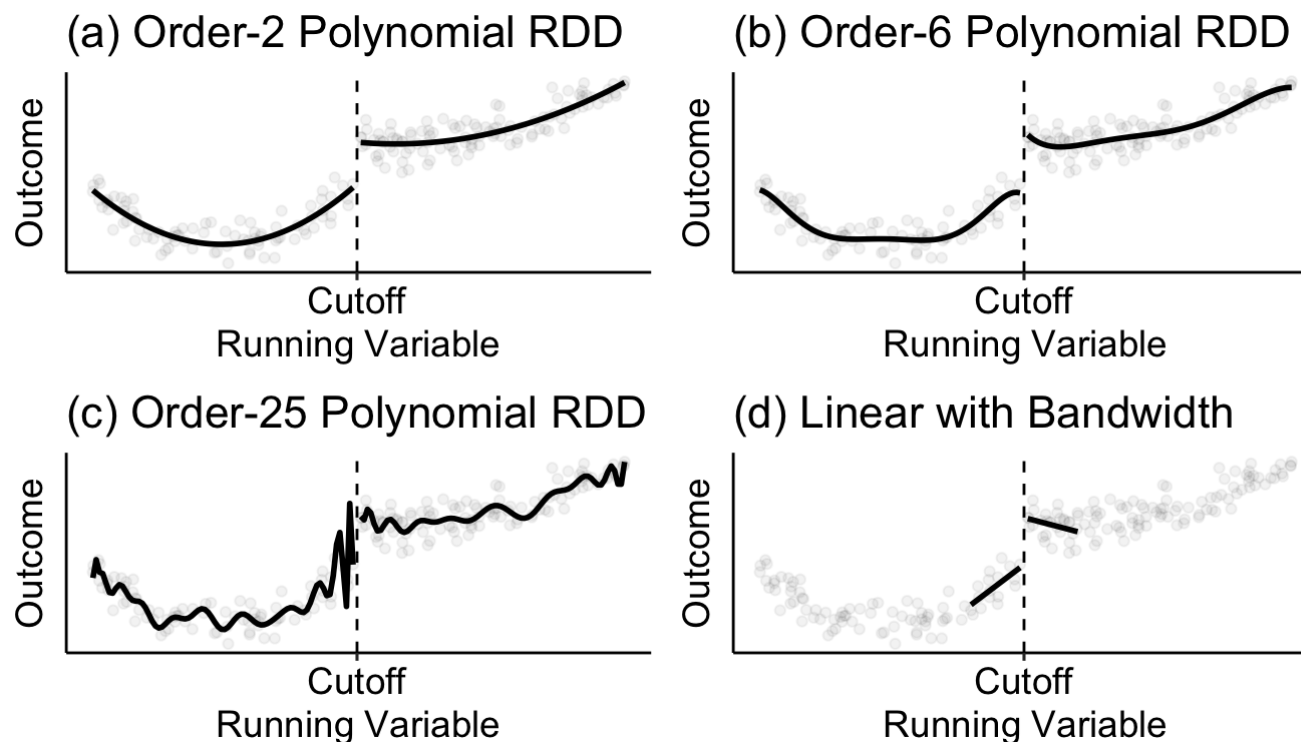 (a) Order-2 Polynomial RDD
Outcome
Cutoff
Running Variable
(b) Order-6 Polynomial RDD
Outcome
Cutoff
Running Variable
(c) Order-25 Polynomial RDD
Outcome
Cutoff
Running Variable
(d) Linear with Bandwidth
Outcome
Cutoff
Running Variable